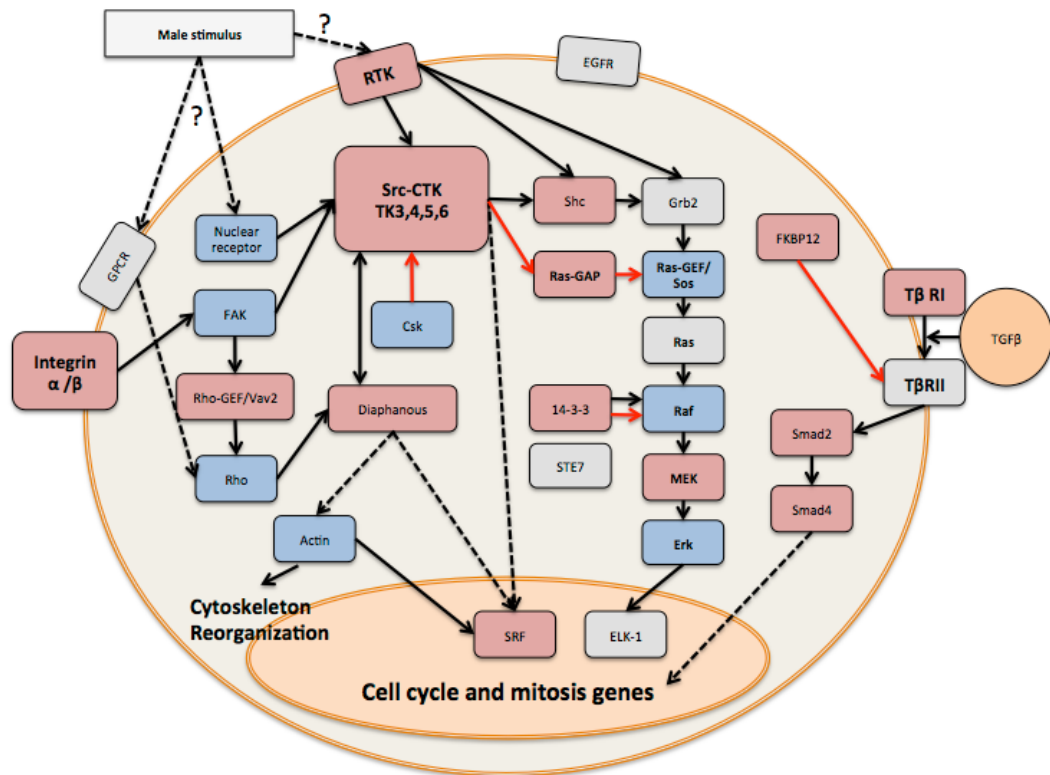 Male stimulus
?
?
RTK
EGFR
Src-CTK
TK3,4,5,6
Shc
Grb2
Nuclear
receptor
GPCR
FKBP12
Ras-GAP
Ras-GEF/
Sos
Tβ RI
FAK
Csk
TGFβ
Integrin
α /β
Ras
TβRII
Rho-GEF/Vav2
Diaphanous
14-3-3
Raf
Smad2
STE7
Rho
MEK
Smad4
Actin
Erk
Cytoskeleton
Reorganization
SRF
ELK-1
Cell cycle and mitosis genes